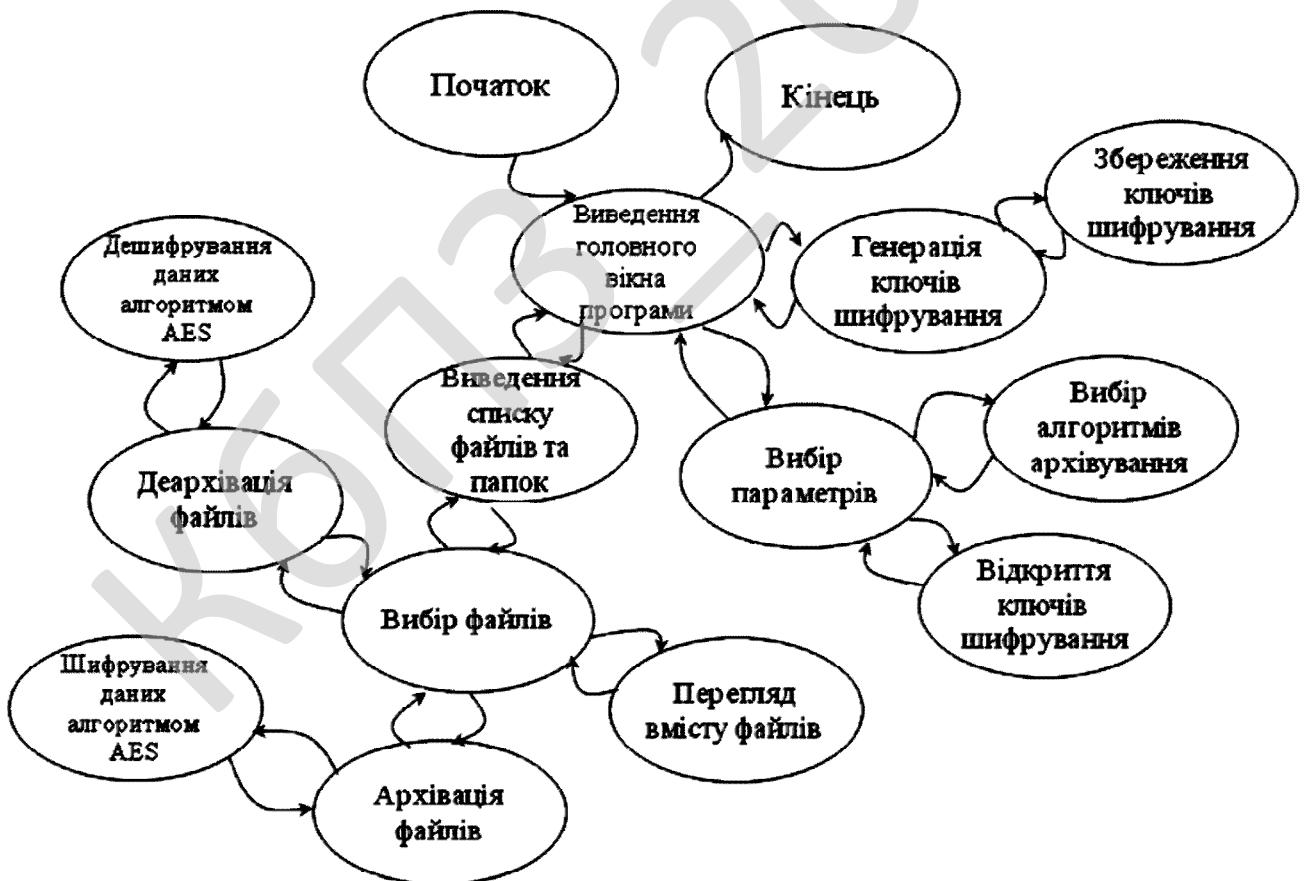 Початок
Кінець
Збереження
ключів
шифрування
Виведення
головного
вікна
програми
Генерація
ключів
шифрування
Дешифрування
даних
алгоритмом
AES
Виведення
списку
файлів та
папок
Вибір
алгоритмів
архівування
Вибір
параметрів
Деархівація
файлів
Відкриття
ключів
шифрування
Вибір файлів
Шифрування
даних
алгоритмом
AES
Перегляд
вмісту файлів
Архівація
файлів